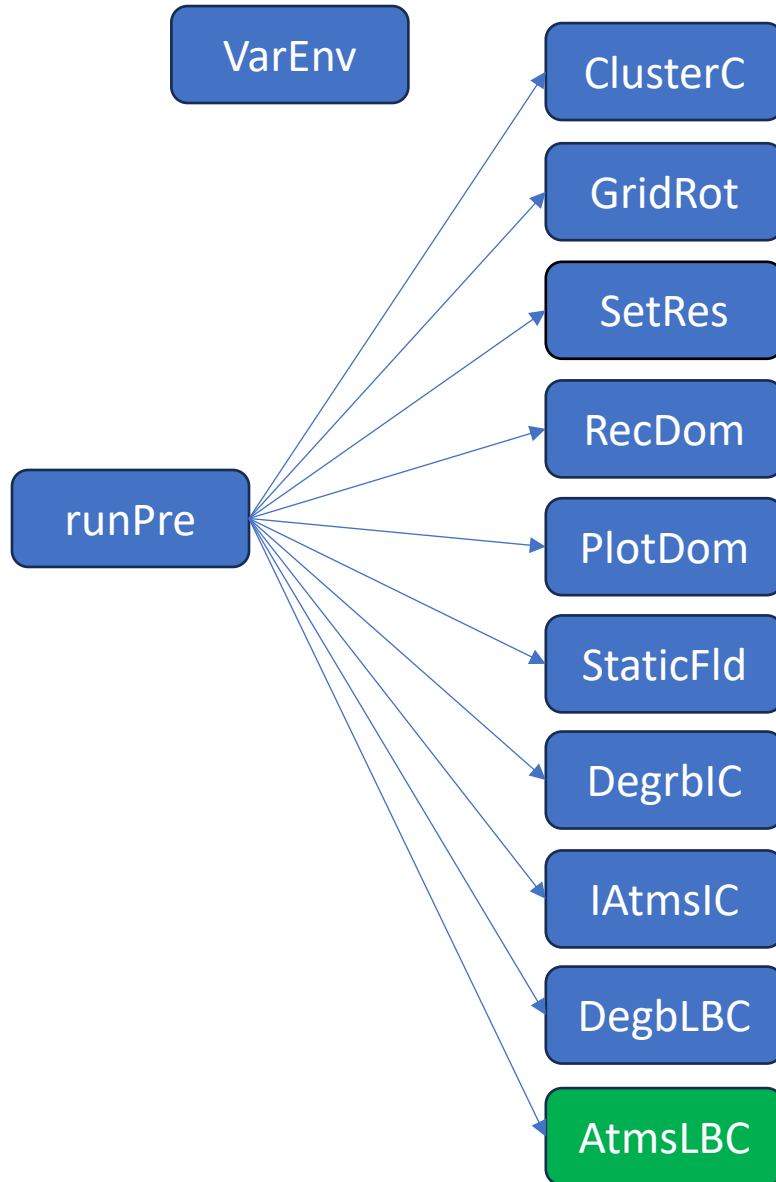 VarEnv
ClusterC
GridRot
SetRes
RecDom
runPre
PlotDom
StaticFld
DegrbIC
IAtmsIC
DegbLBC
AtmsLBC